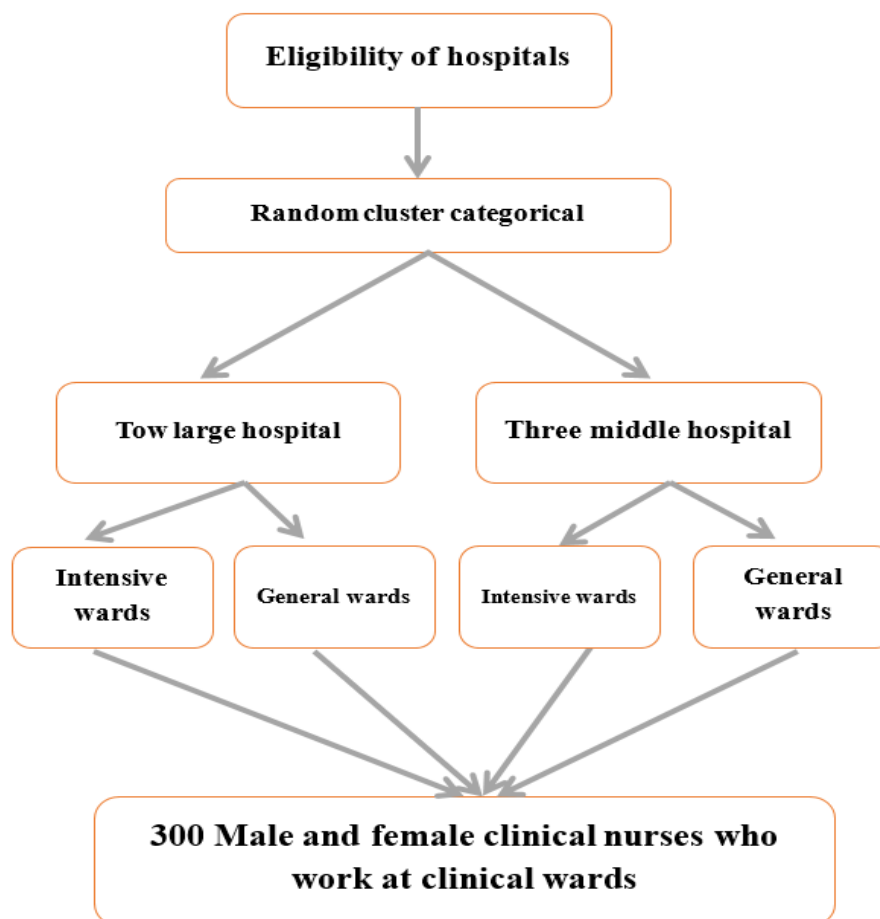 Eligibility of hospitals
Random cluster categorical
Tow large hospital
Three middle hospital
Intensive
wards
General wards
Intensive wards
General
wards
300 Male and female clinical nurses who
work at clinical wards